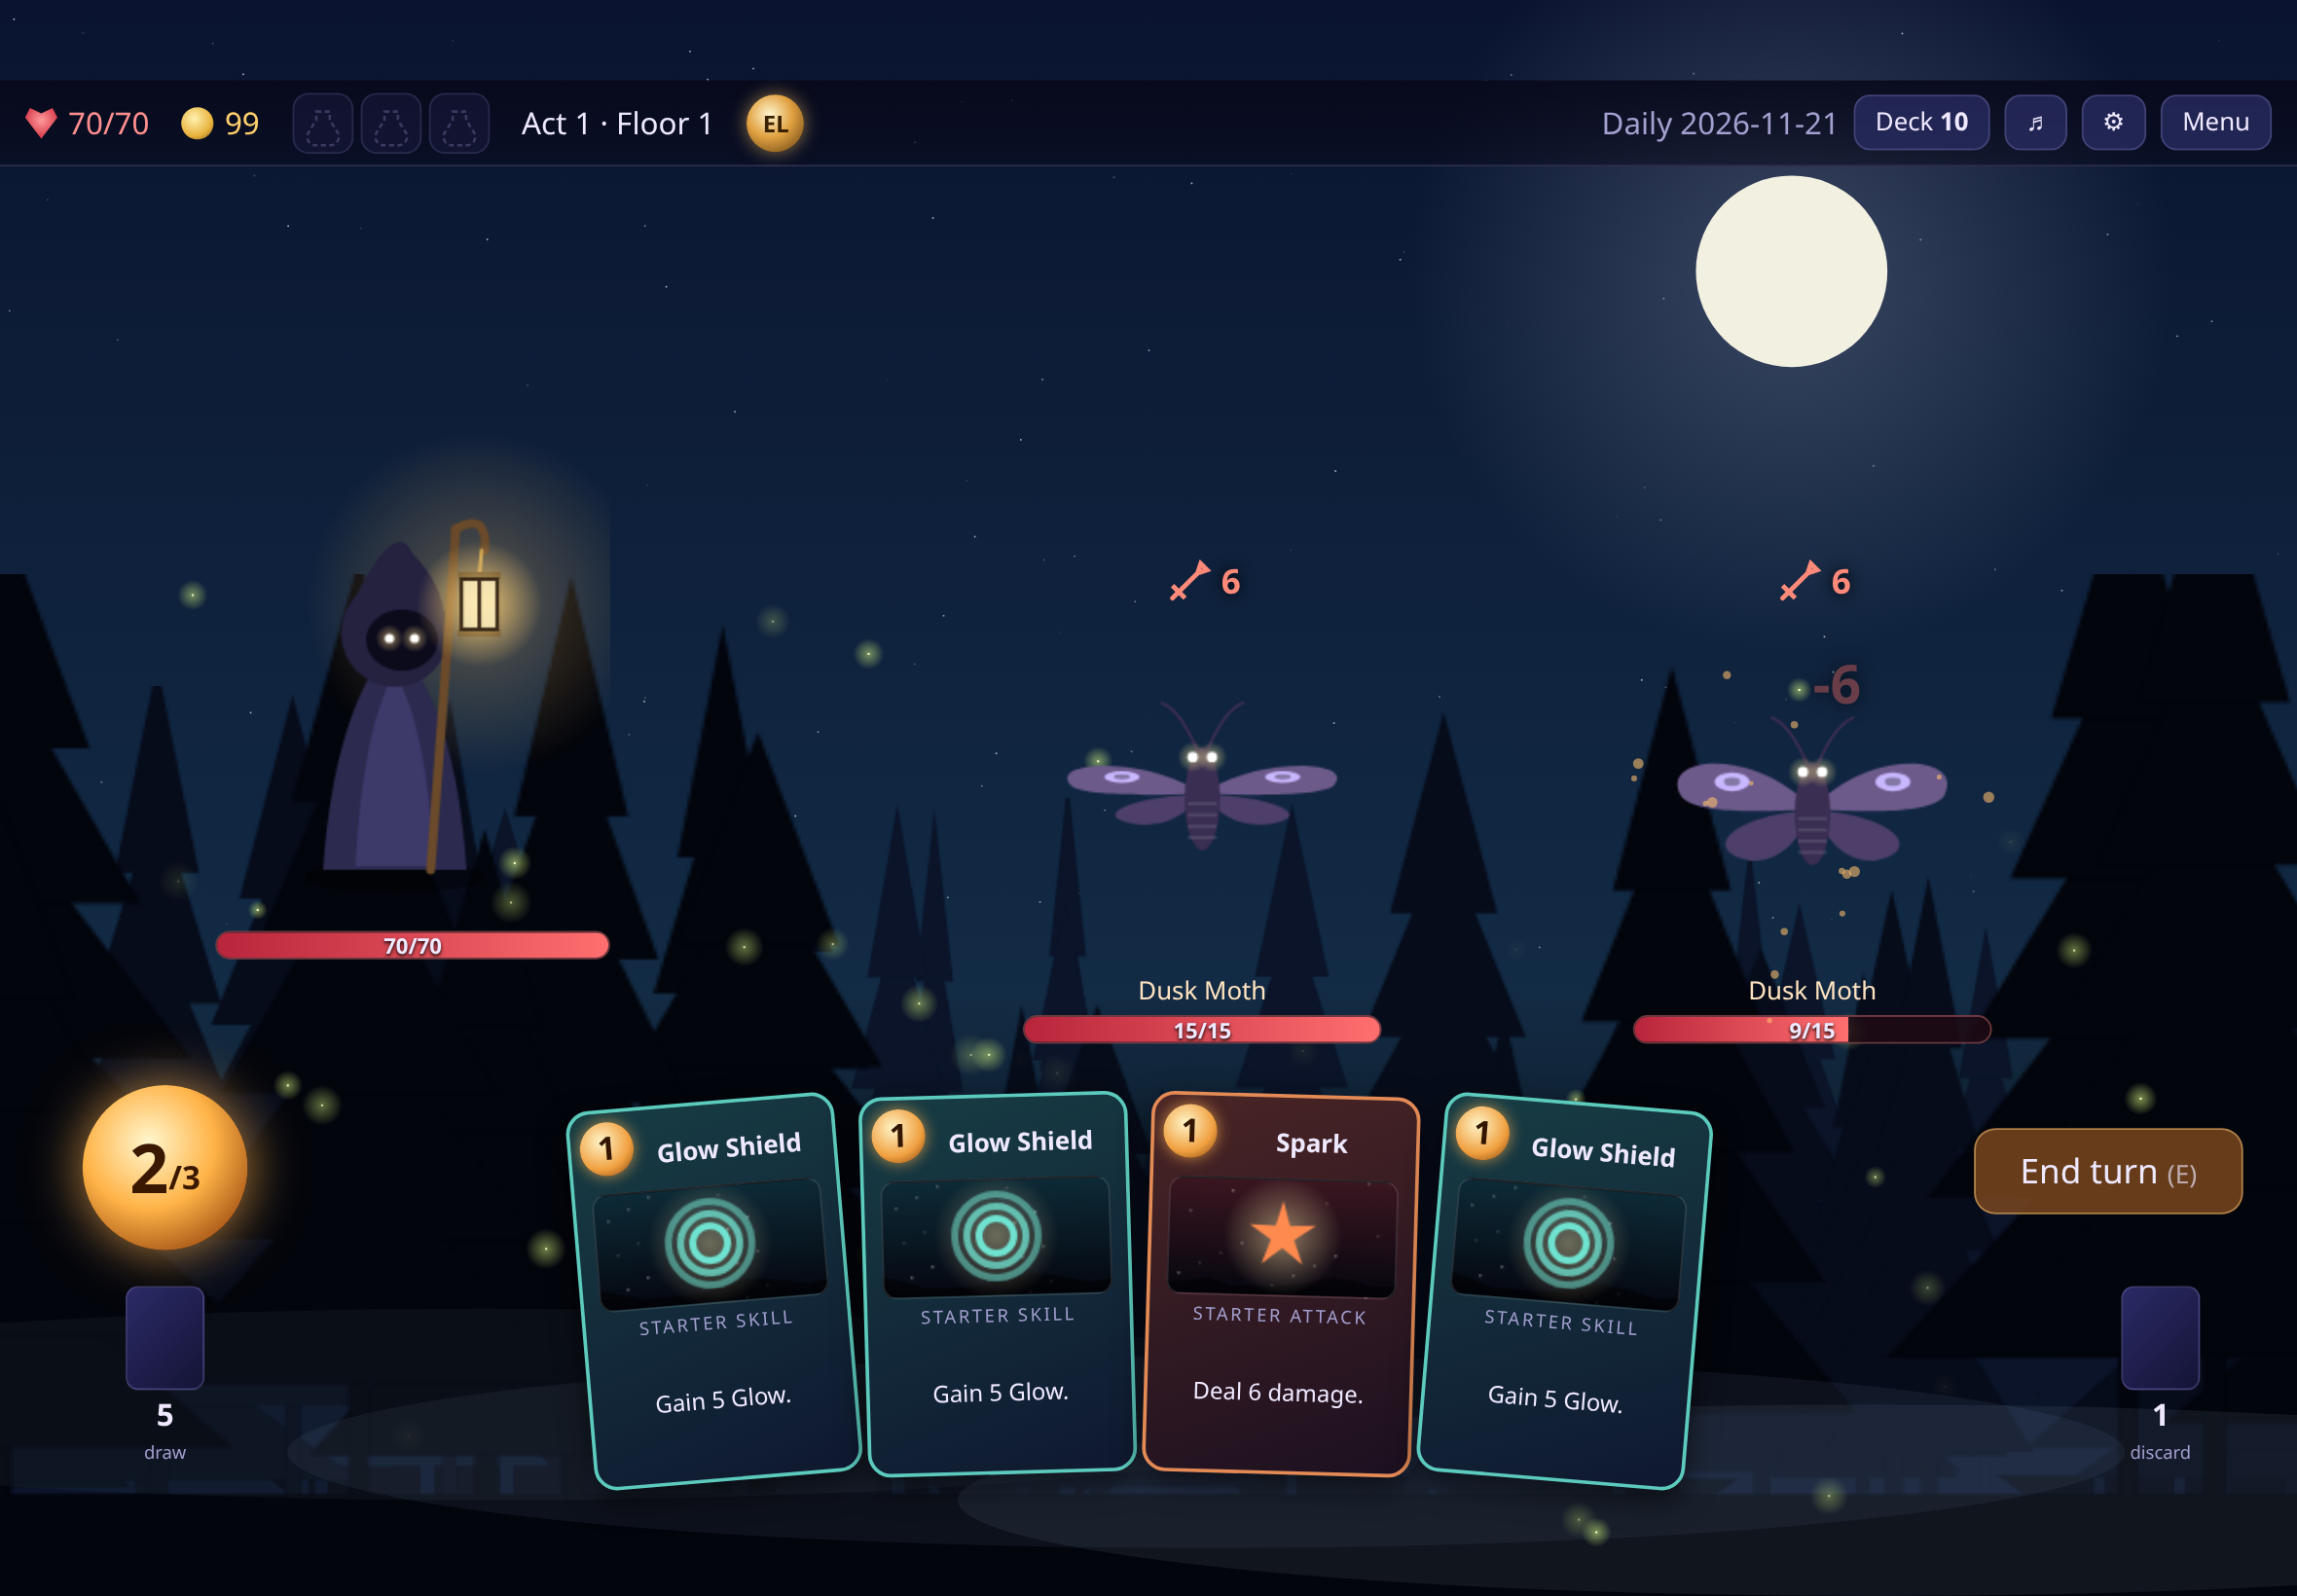 70/70 99 Act 1 · Floor 1 EL Daily 2026-11-21 Deck 10 Menu
6 6
-6
70/70
Dusk Moth Dusk Moth
15/15 9/15
2/3
1 Glow Shield
STARTER SKILL
Gain 5 Glow.
1 Glow Shield
STARTER SKILL
Gain 5 Glow.
1 Spark
STARTER ATTACK
Deal 6 damage.
1 Glow Shield
STARTER SKILL
Gain 5 Glow.
End turn (E)
5
draw
1
discard